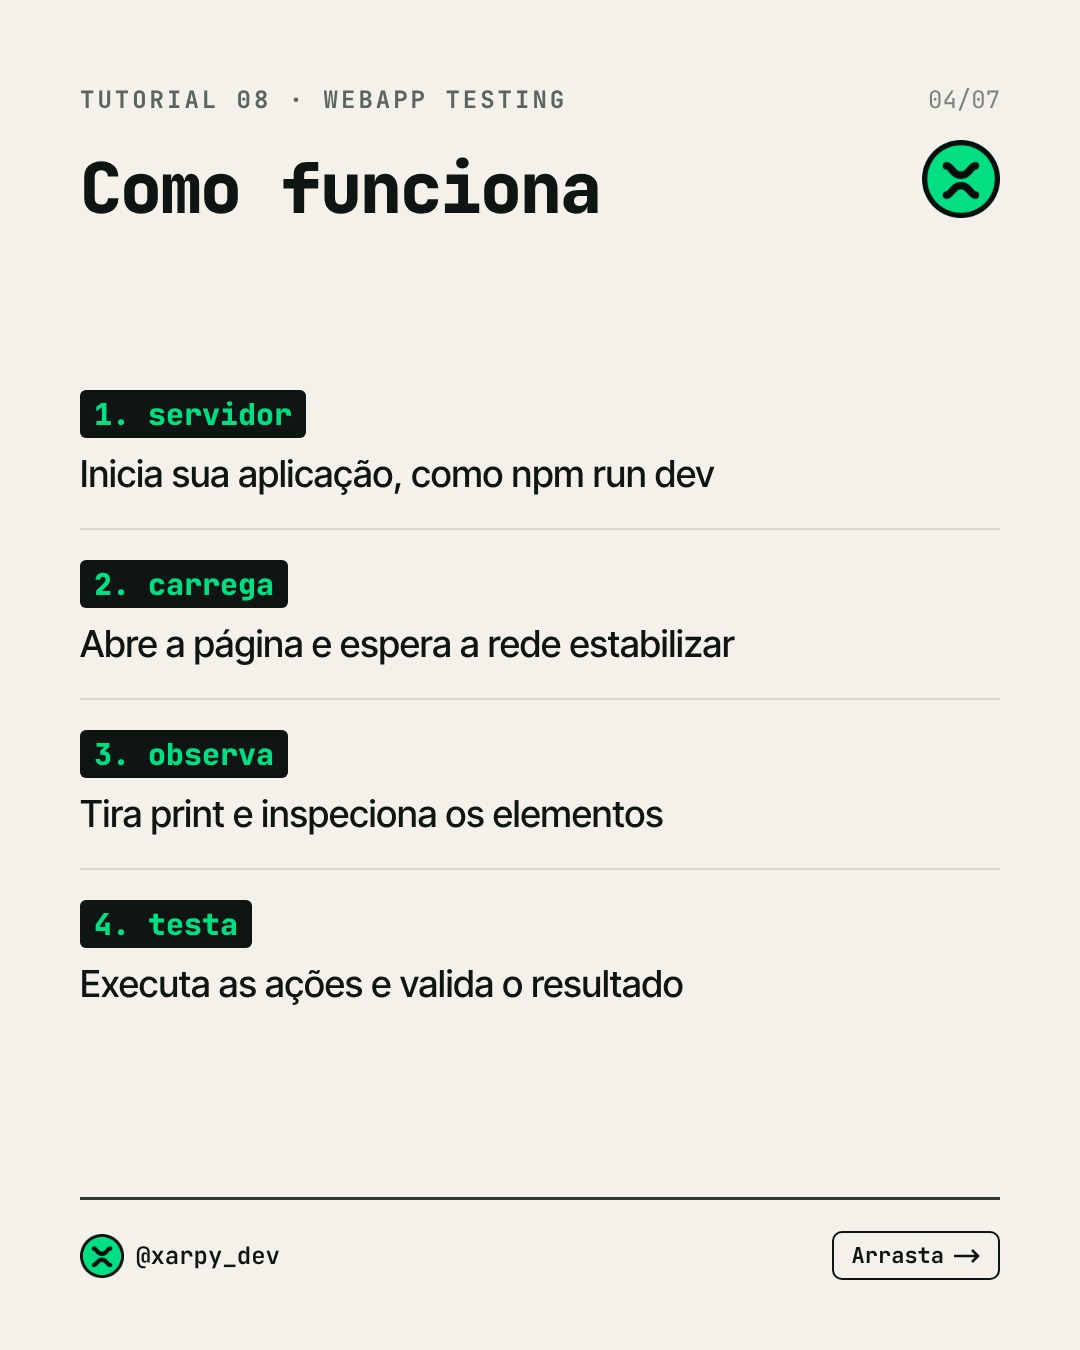 TUTORIAL 08 · WEBAPP TESTING
04/07
Como funciona
1. servidor
Inicia sua aplicação, como npm run dev
2. carrega
Abre a página e espera a rede estabilizar
3. observa
Tira print e inspeciona os elementos
4. testa
Executa as ações e valida o resultado
@xarpy_dev
Arrasta →